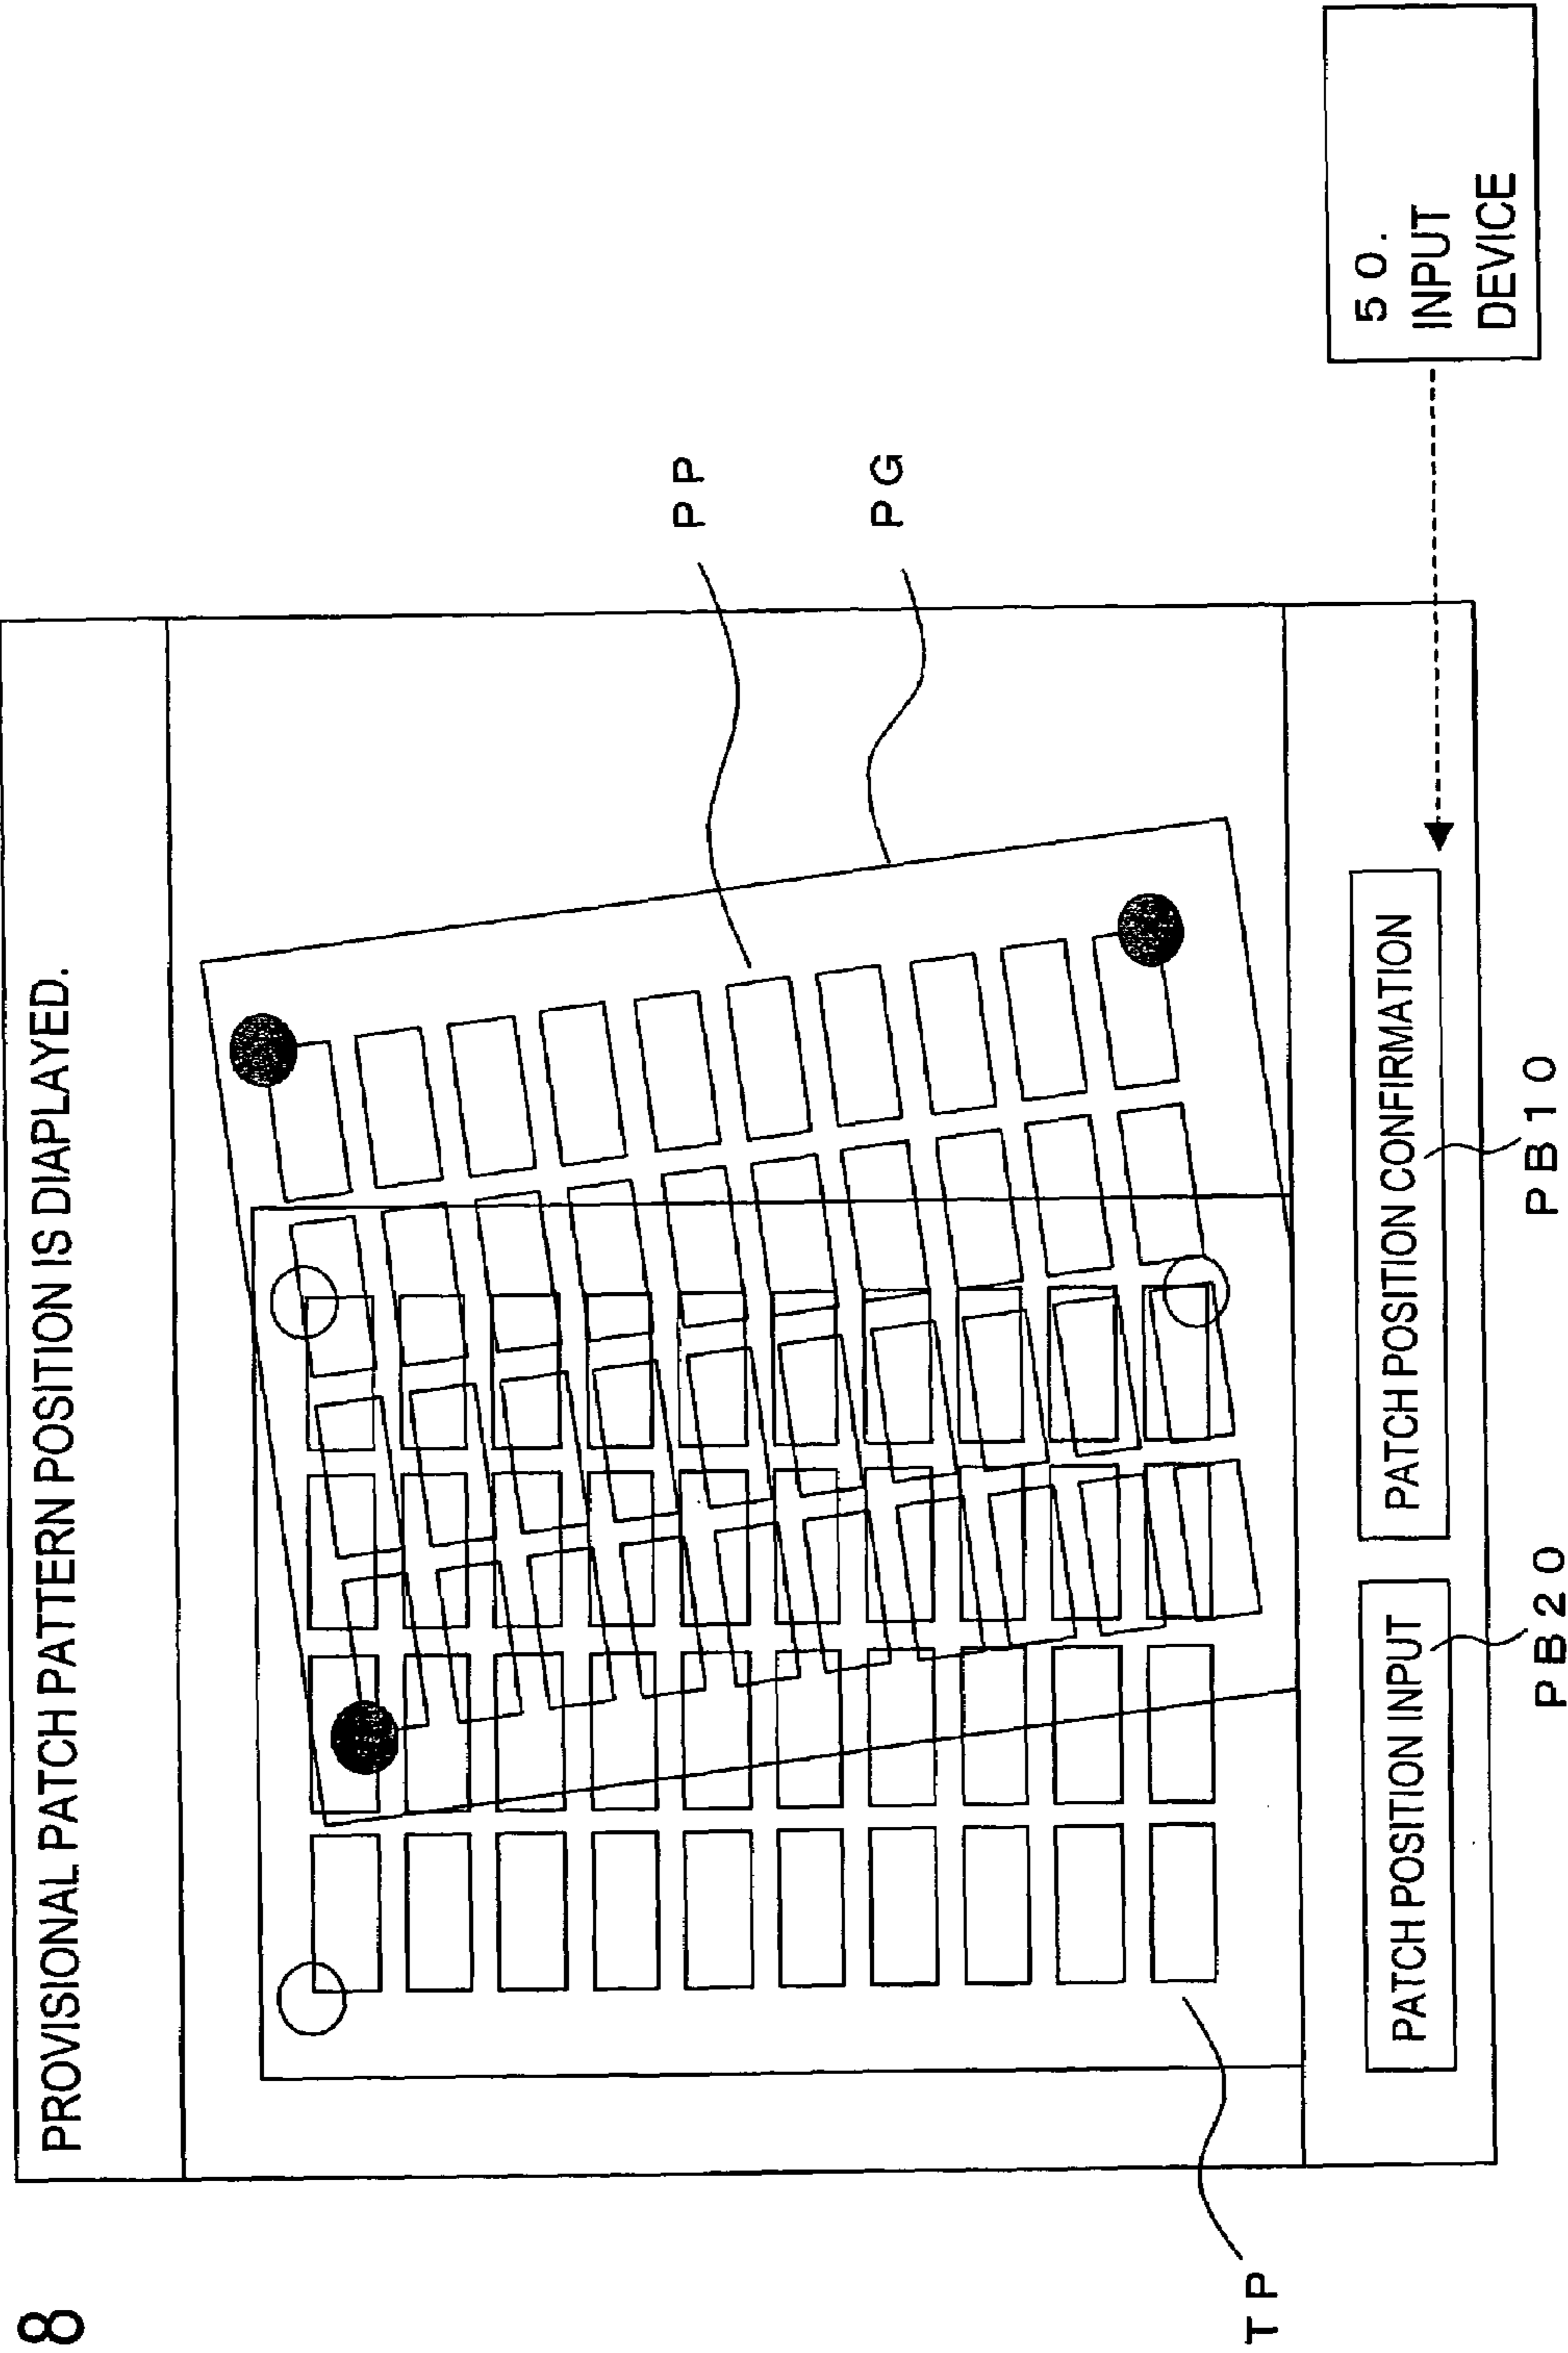 8
PROVISIONAL PATCH PATTERN POSITION IS DIAPLAYED.
PP
PG
TP
PATCH POSITION INPUT
PATCH POSITION CONFIRMATION
PB20
PB10
50.
INPUT
DEVICE